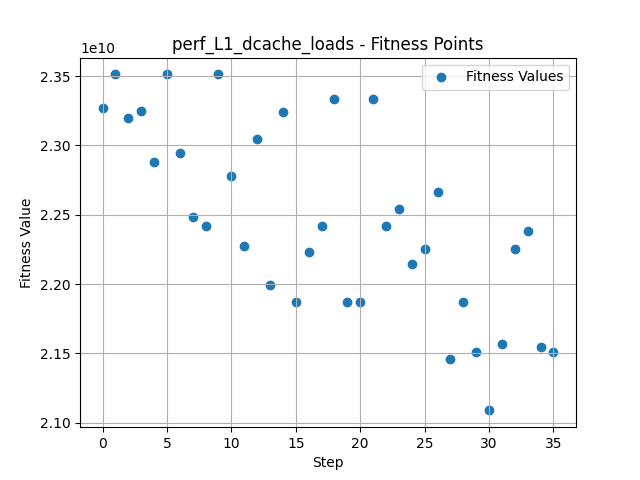 perf_L1_dcache_loads - Fitness Points
1e10
Fitness Values
2.35
2.30
2.25
2.20
2.15
2.10
Fitness Value
0 5 10 15 20 25 30 35
Step